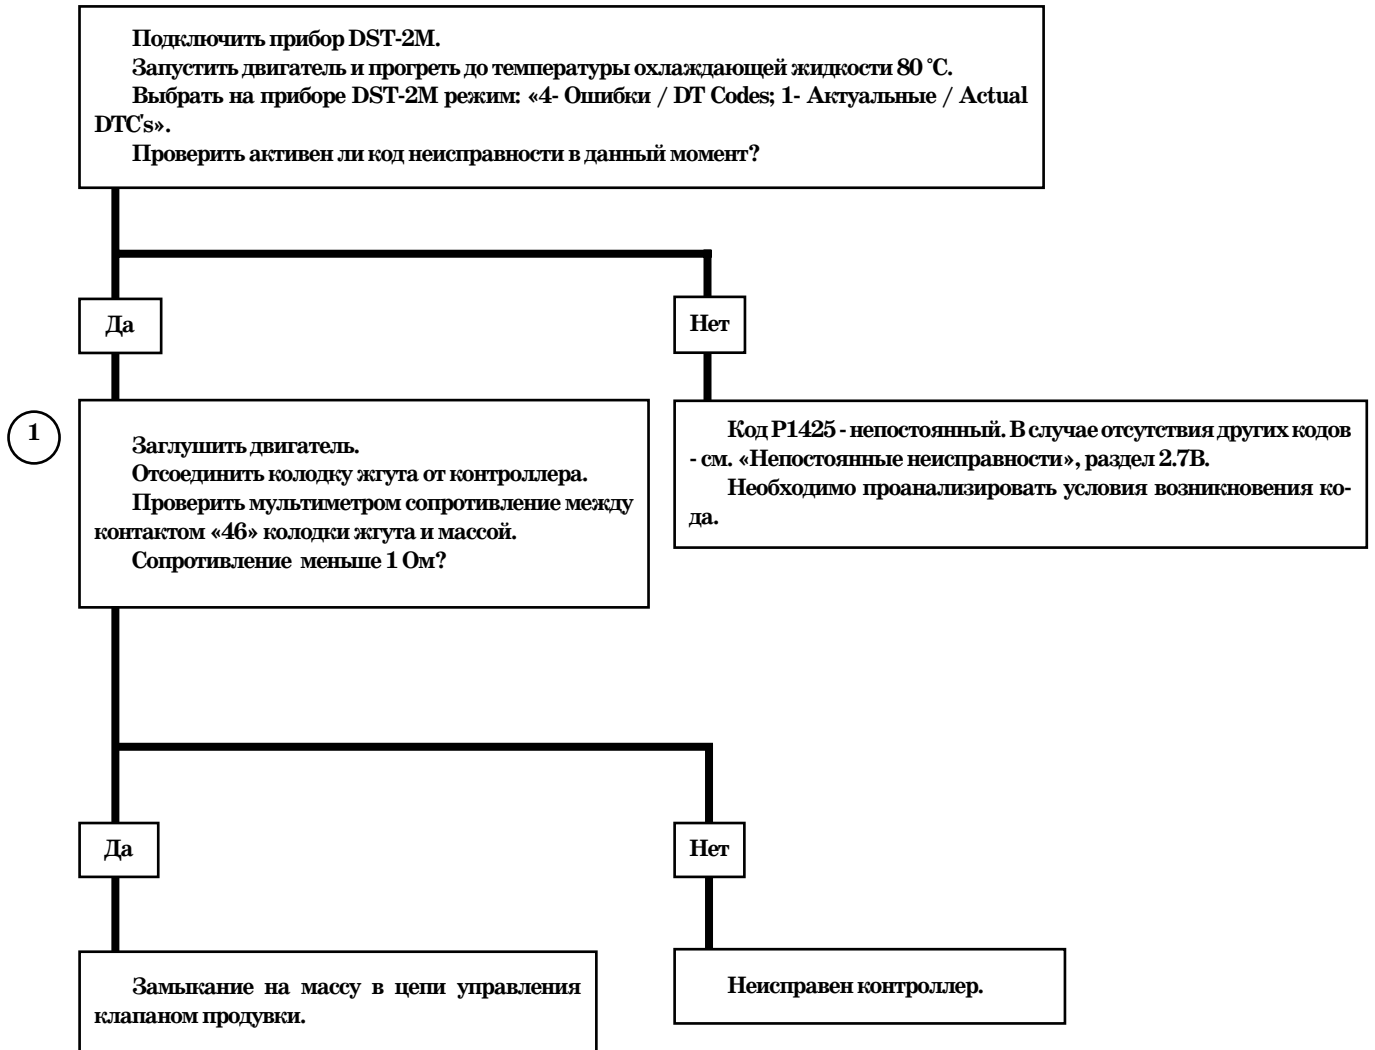 Подключить прибор DST-2M.
Запустить двигатель и прогреть до температуры охлаждающей жидкости 80 °C.
Выбрать на приборе DST-2M режим: «4- Ошибки / DT Codes; 1- Актуальные / Actual
DTC's».
Проверить активен ли код неисправности в данный момент?
Да
Нет
1
Заглушить двигатель.
Отсоединить колодку жгута от контроллера.
Проверить мультиметром сопротивление между
контактом «46» колодки жгута и массой.
Сопротивление меньше 1 Ом?
Код P1425 - непостоянный. В случае отсутствия других кодов
- см. «Непостоянные неисправности», раздел 2.7В.
Необходимо проанализировать условия возникновения ко-
да.
Да
Нет
Замыкание на массу в цепи управления
клапаном продувки.
Неисправен контроллер.